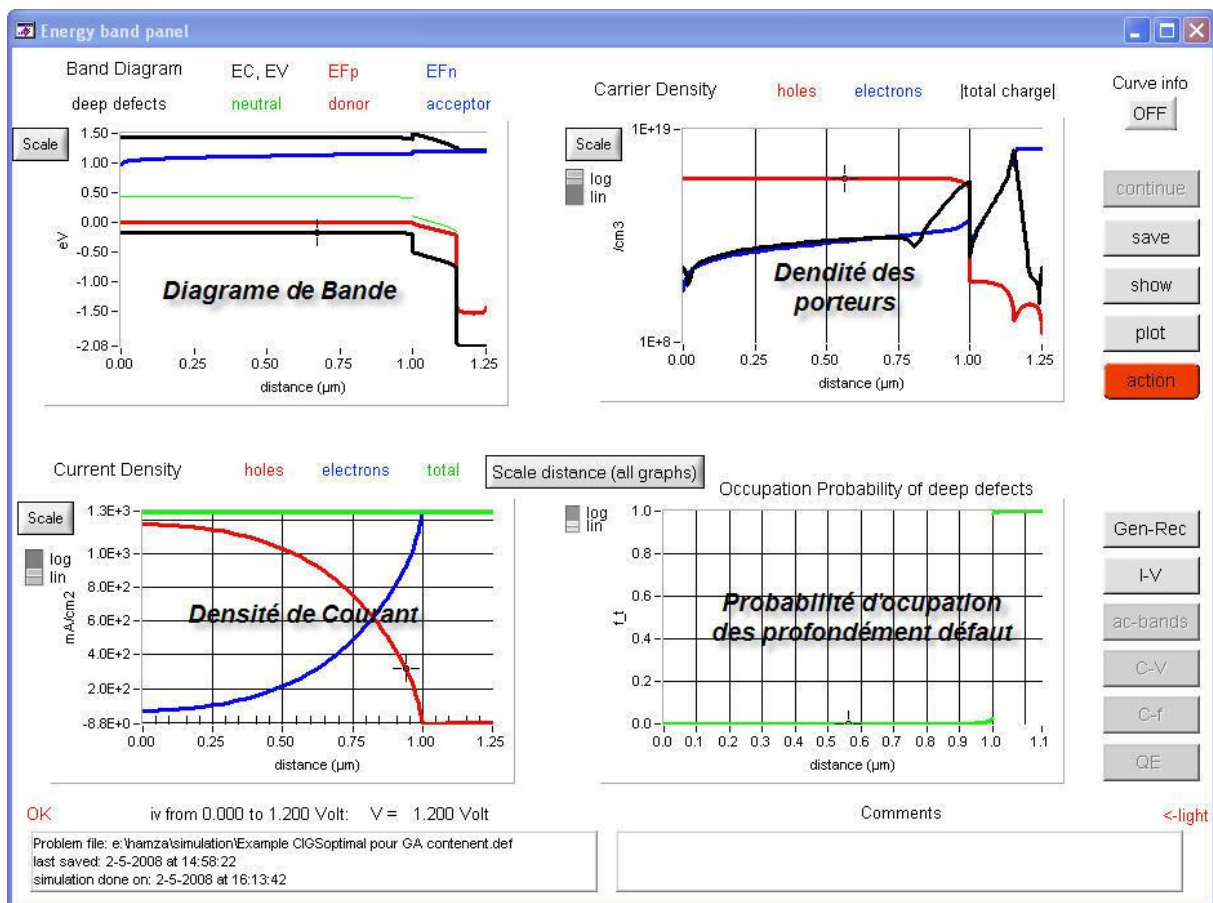 Energy band panel
Band Diagram EC, EV EFp EFn
deep defects neutral donor acceptor
Scale
1.50
1.00
0.50
0.00
-0.50
-1.00
-1.50
-2.08
eV
Diagrame de Bande
0.00 0.25 0.50 0.75 1.00 1.25
distance (µm)
Carrier Density holes electrons |total charge|
Scale
log
lin
1E+19
/cm3
1E+8
Dendité des
porteurs
0.00 0.25 0.50 0.75 1.00 1.25
distance (µm)
Curve info
OFF
continue
save
show
plot
action
Current Density holes electrons total
Scale distance (all graphs)
Scale
log
lin
1.3E+3
1.0E+3
8.0E+2
6.0E+2
4.0E+2
2.0E+2
-8.8E+0
mA/cm2
Densité de Courant
0.00 0.25 0.50 0.75 1.00 1.25
distance (µm)
Occupation Probability of deep defects
log
lin
1.0
0.8
0.6
0.4
0.2
0.0
f_t
Probabilité d'ocupation
des profondément défaut
0.0 0.1 0.2 0.3 0.4 0.5 0.6 0.7 0.8 0.9 1.0 1.1
distance (µm)
Gen-Rec
I-V
ac-bands
C-V
C-f
QE
OK iv from 0.000 to 1.200 Volt: V = 1.200 Volt
Problem file: e:\hamza\simulation\Example CIGSoptimal pour GA contenent.def
last saved: 2-5-2008 at 14:58:22
simulation done on: 2-5-2008 at 16:13:42
Comments
<-light